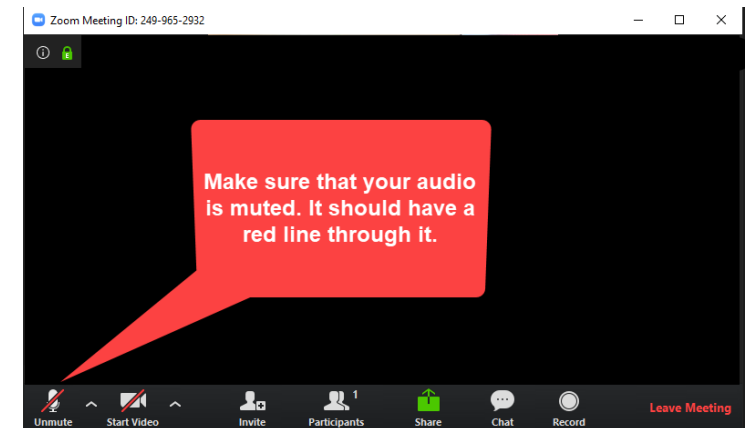 Zoom Meeting ID: 249-965-2932
E
Make sure that your audio
is muted. It should have a
red line through it.
1
Unmute Start Video Invite Participants Share Chat Record Leave Meeting